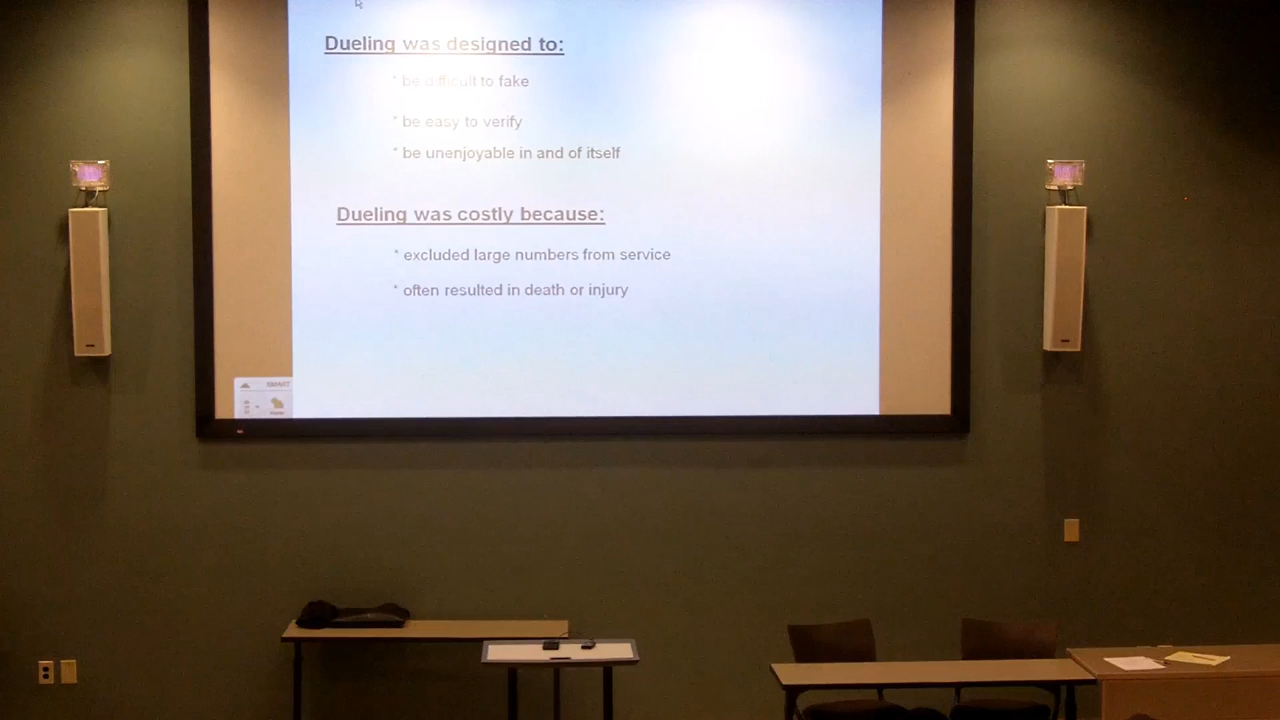 Dueling was designed to:
* be difficult to fake
* be easy to verify
* be unenjoyable in and of itself
Dueling was costly because:
* excluded large numbers from service
* often resulted in death or injury
SMART